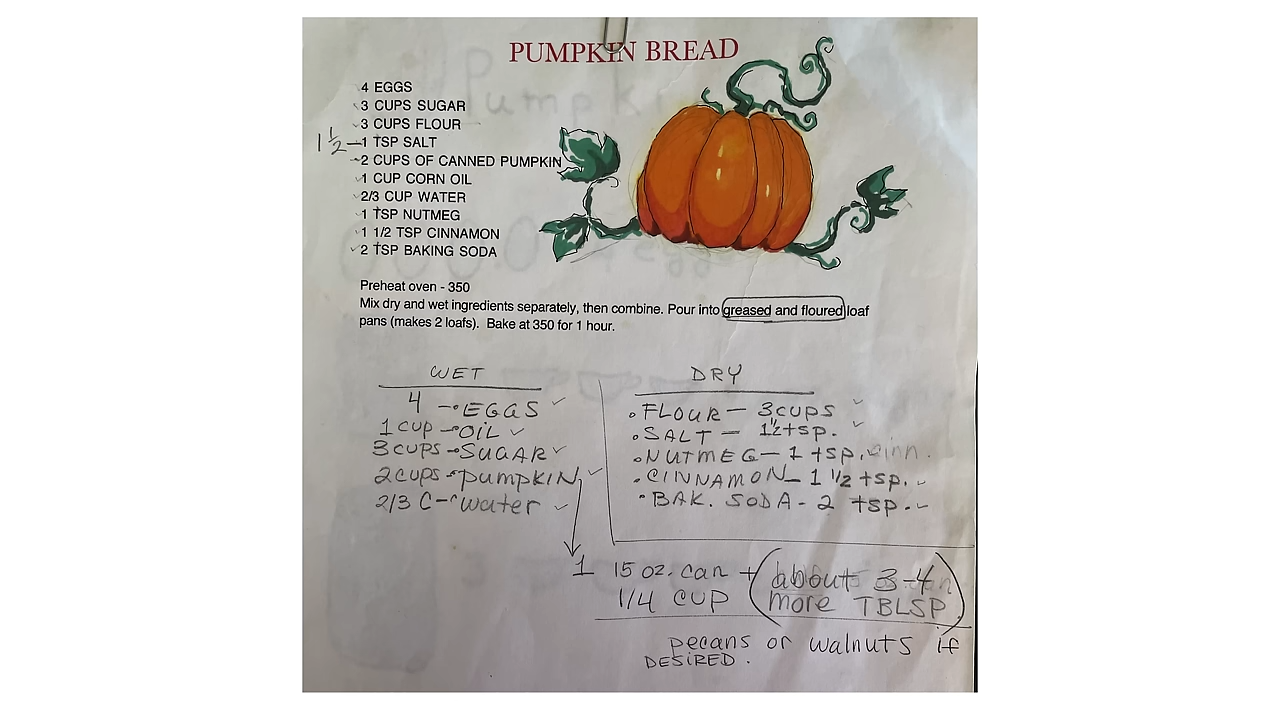 PUMPKIN BREAD
4 EGGS
3 CUPS SUGAR
3 CUPS FLOUR
1 1/2 — 1 TSP SALT
2 CUPS OF CANNED PUMPKIN
1 CUP CORN OIL
2/3 CUP WATER
1 TSP NUTMEG
1 1/2 TSP CINNAMON
2 TSP BAKING SODA
Preheat oven - 350
Mix dry and wet ingredients separately, then combine. Pour into greased and floured loaf
pans (makes 2 loafs). Bake at 350 for 1 hour.
WET
4 - EGGS
1 CUP - OIL
3 CUPS - SUGAR
2 CUPS - PUMPKIN
2/3 C - water
DRY
FLOUR — 3 CUPS
SALT — 1 1/2 tsp.
NUTMEG — 1 tsp.
CINNAMON — 1 1/2 tsp.
BAK. SODA - 2 tsp.
1 15 oz. can + (about 3-4
1/4 CUP more TBLSP)
pecans or walnuts if
DESIRED.